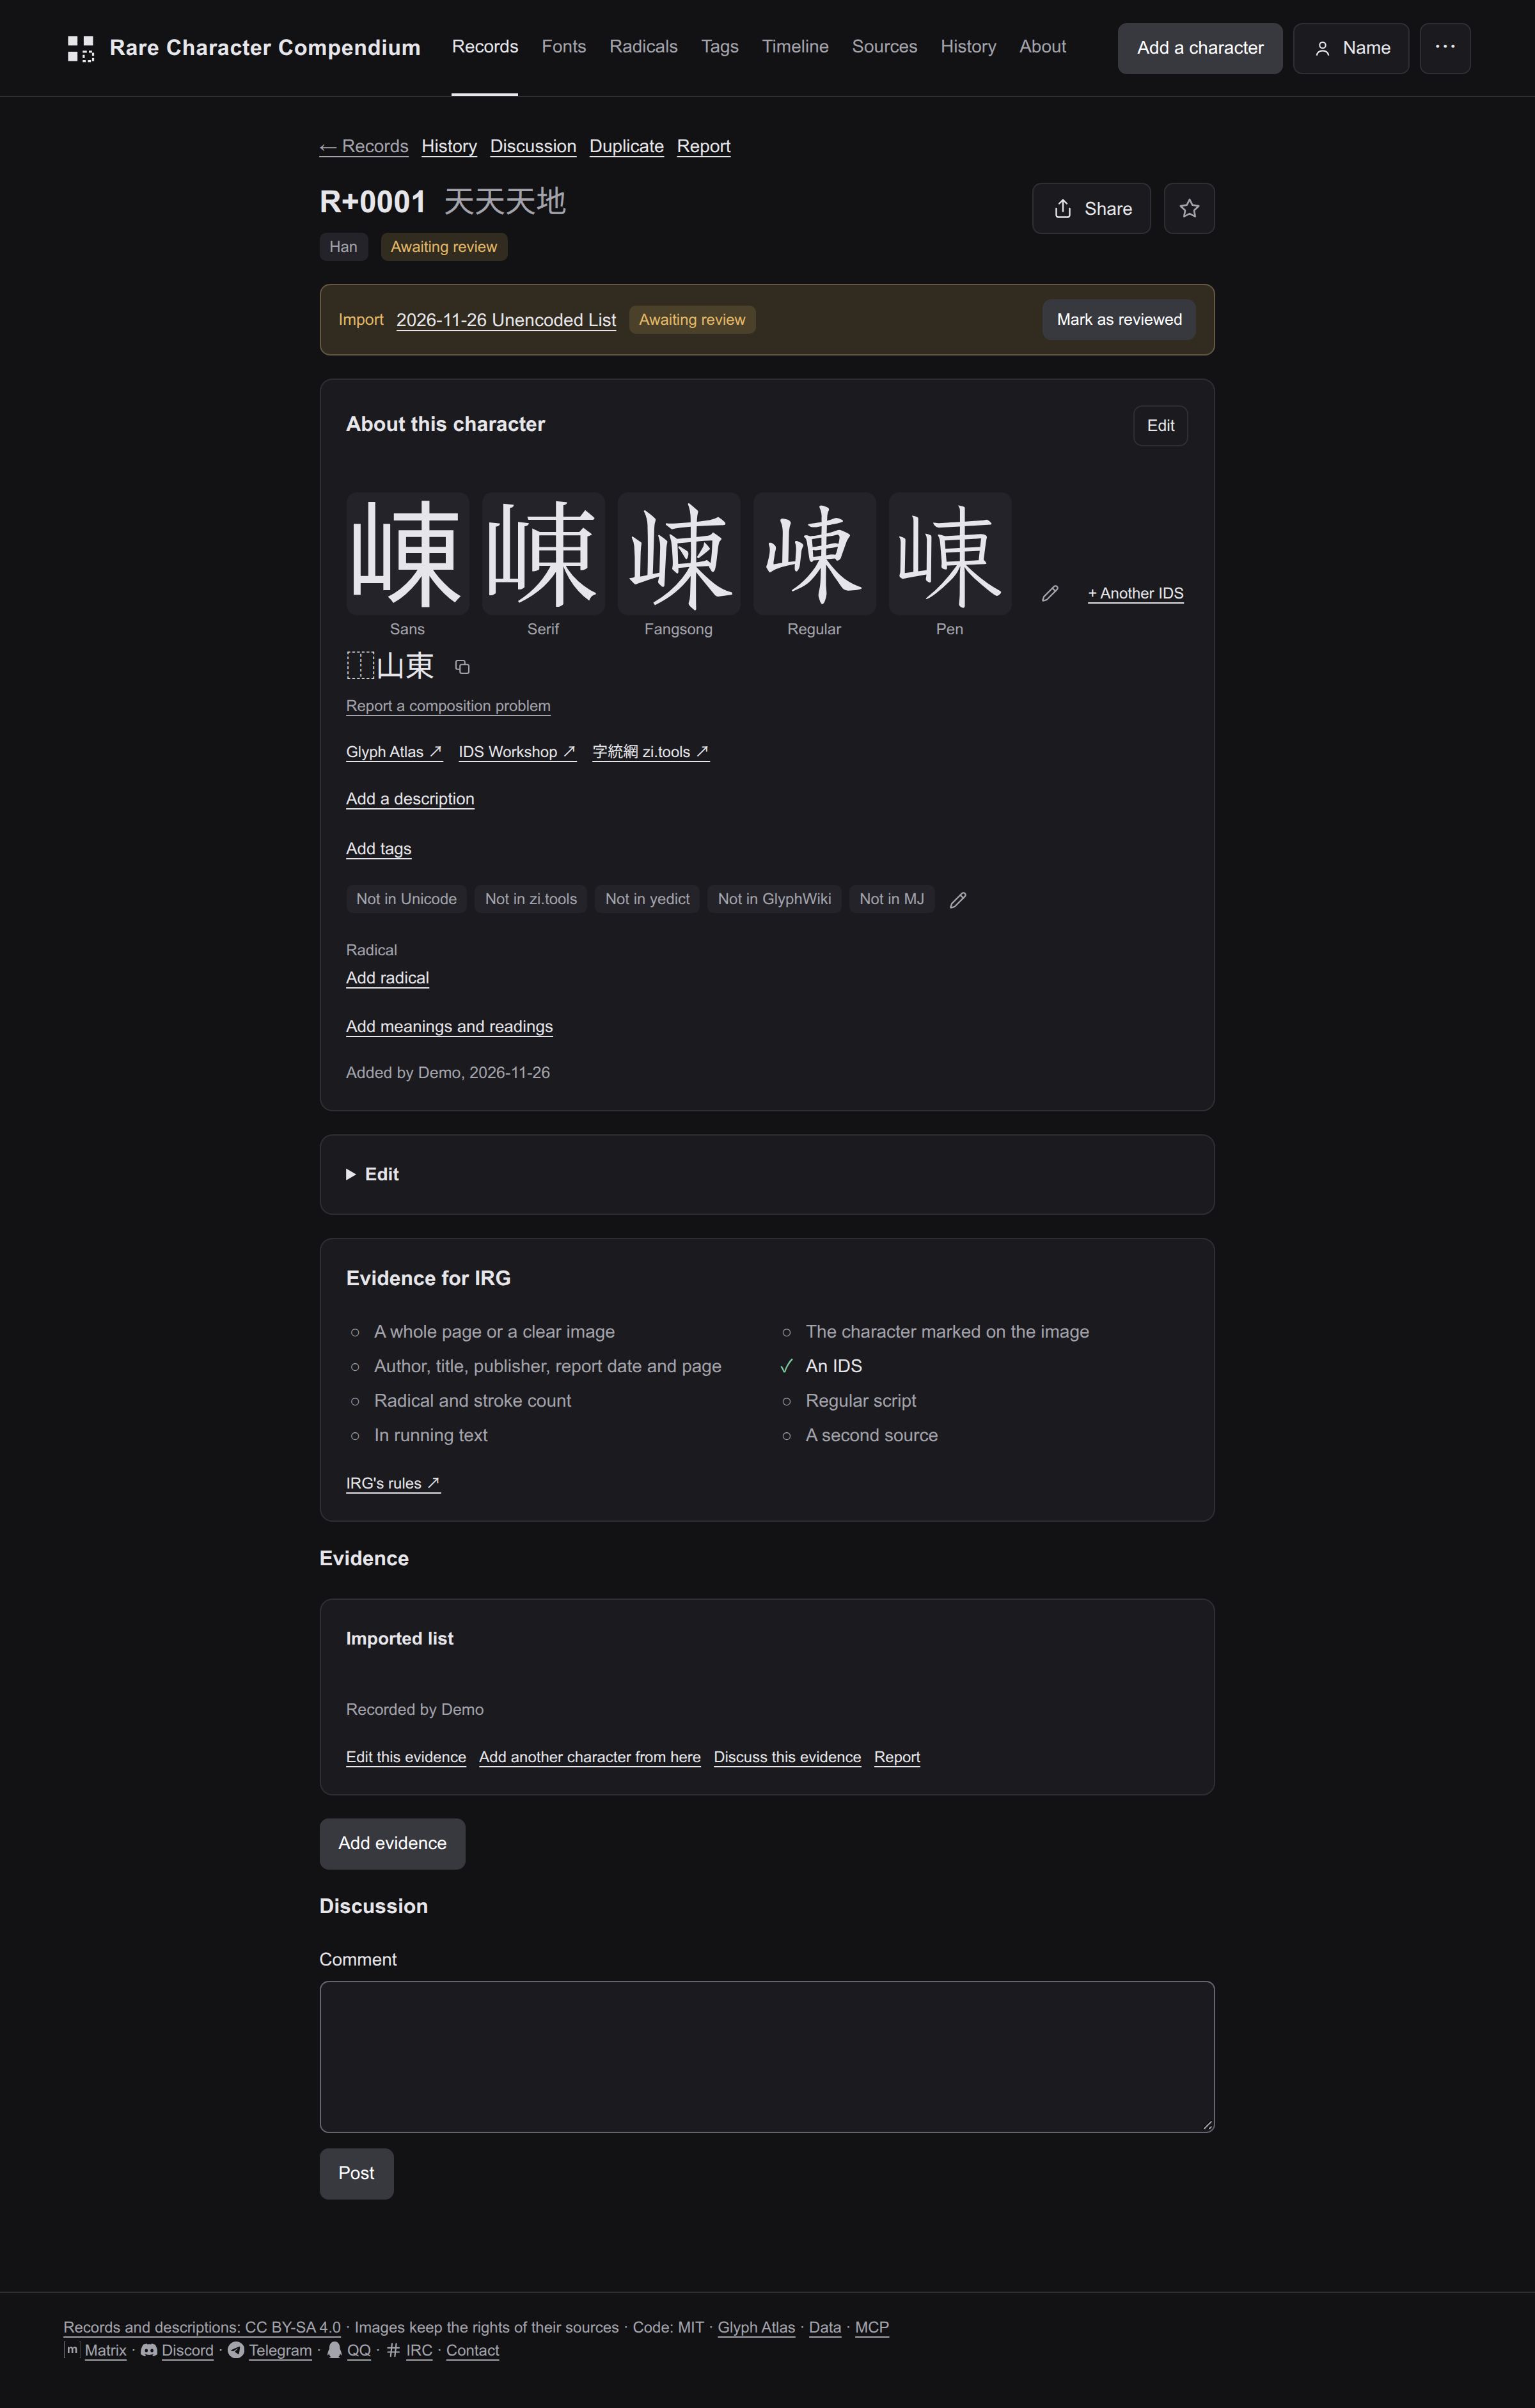 Rare Character Compendium Records Fonts Radicals Tags Timeline Sources History About Add a character Name ...
← Records History Discussion Duplicate Report
R+0001 天天天地 Share
Han Awaiting review
Import 2026-11-26 Unencoded List Awaiting review Mark as reviewed
About this character Edit
+ Another IDS
Sans Serif Fangsong Regular Pen
⿰山東
Report a composition problem
Glyph Atlas ↗ IDS Workshop ↗ 字統網 zi.tools ↗
Add a description
Add tags
Not in Unicode Not in zi.tools Not in yedict Not in GlyphWiki Not in MJ
Radical
Add radical
Add meanings and readings
Added by Demo, 2026-11-26
▶ Edit
Evidence for IRG
○ A whole page or a clear image ○ The character marked on the image
○ Author, title, publisher, report date and page ✓ An IDS
○ Radical and stroke count ○ Regular script
○ In running text ○ A second source
IRG's rules ↗
Evidence
Imported list
Recorded by Demo
Edit this evidence Add another character from here Discuss this evidence Report
Add evidence
Discussion
Comment
Post
Records and descriptions: CC BY-SA 4.0 · Images keep the rights of their sources · Code: MIT · Glyph Atlas · Data · MCP
[m] Matrix · Discord · Telegram · QQ · # IRC · Contact